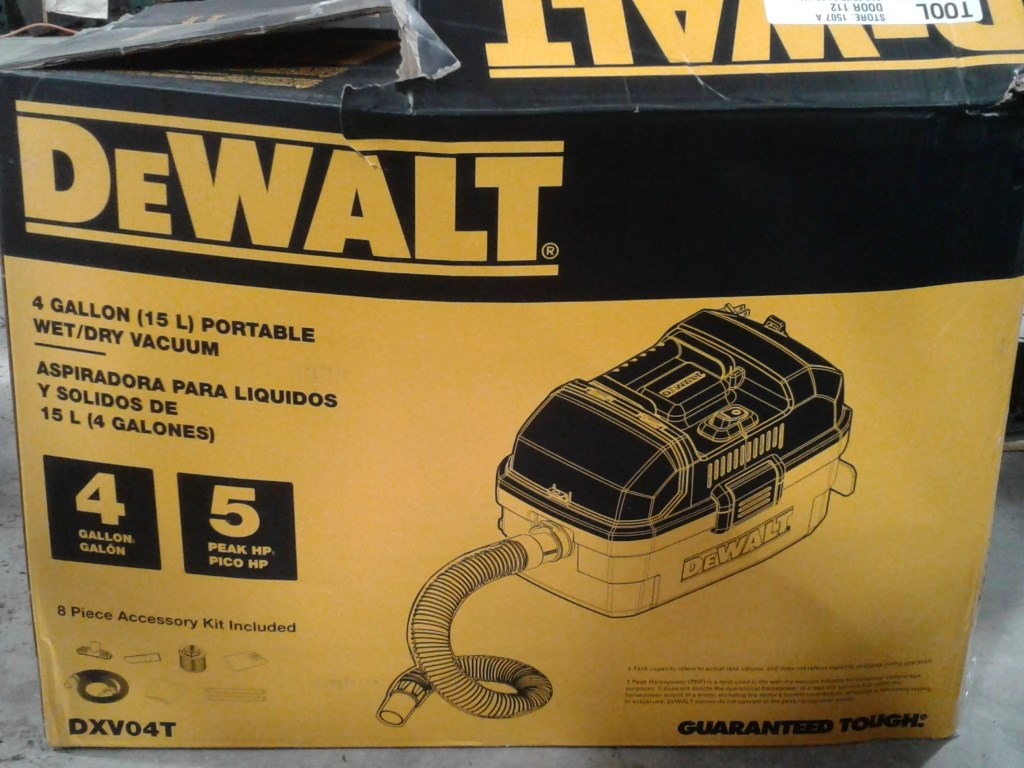 TOOL
STORE: 1507 A
DOOR 112
DEWALT
DEWALT®
4 GALLON (15 L) PORTABLE
WET/DRY VACUUM
ASPIRADORA PARA LIQUIDOS
Y SOLIDOS DE
15 L (4 GALONES)
4
GALLON
GALÓN
5
PEAK HP
PICO HP
DEWALT
DEWALT
8 Piece Accessory Kit Included
DXV04T
GUARANTEED TOUGH.